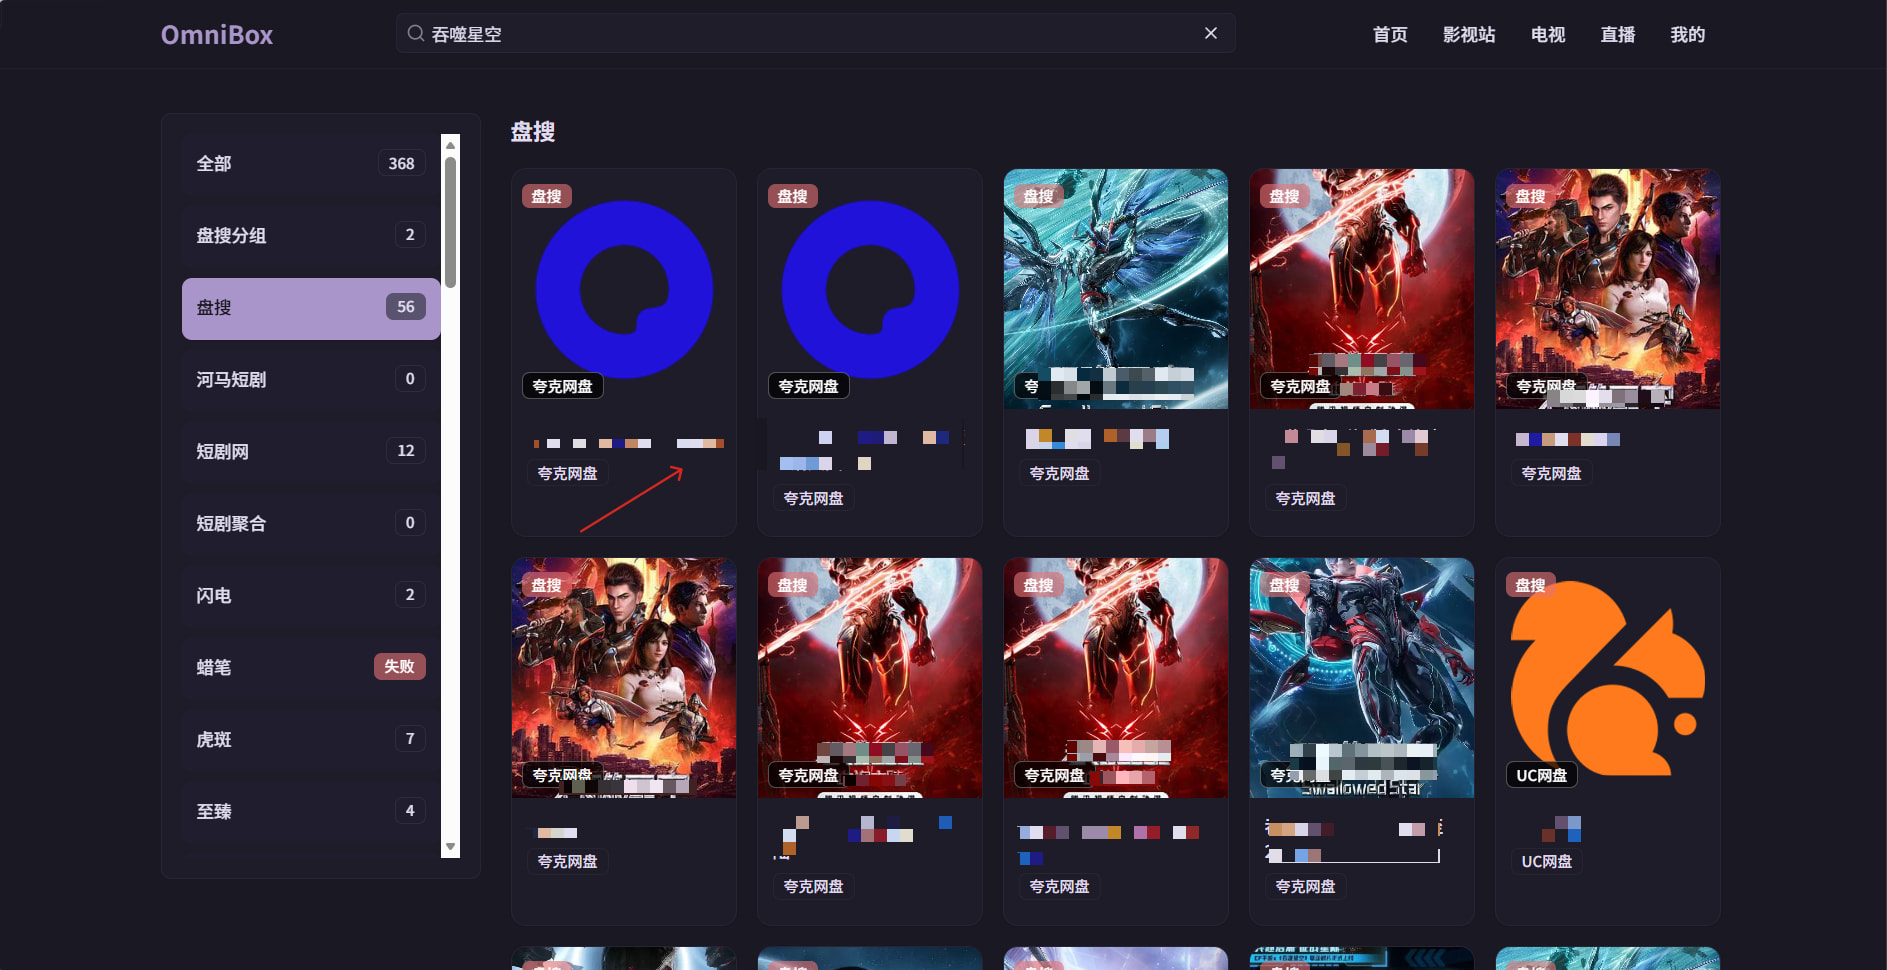 OmniBox
吞噬星空
首页
影视站
电视
直播
我的
全部
368
盘搜分组
2
盘搜
56
河马短剧
0
短剧网
12
短剧聚合
0
闪电
2
蜡笔
失败
虎斑
7
至臻
4
盘搜
盘搜
夸克网盘
夸克网盘
盘搜
夸克网盘
夸克网盘
盘搜
夸
夸克网盘
盘搜
夸克网盘
夸克网盘
盘搜
夸克网盘
夸克网盘
盘搜
夸克网盘
夸克网盘
盘搜
夸克网盘
夸克网盘
盘搜
夸克网盘
夸克网盘
盘搜
夸克网盘
盘搜
UC网盘
UC网盘